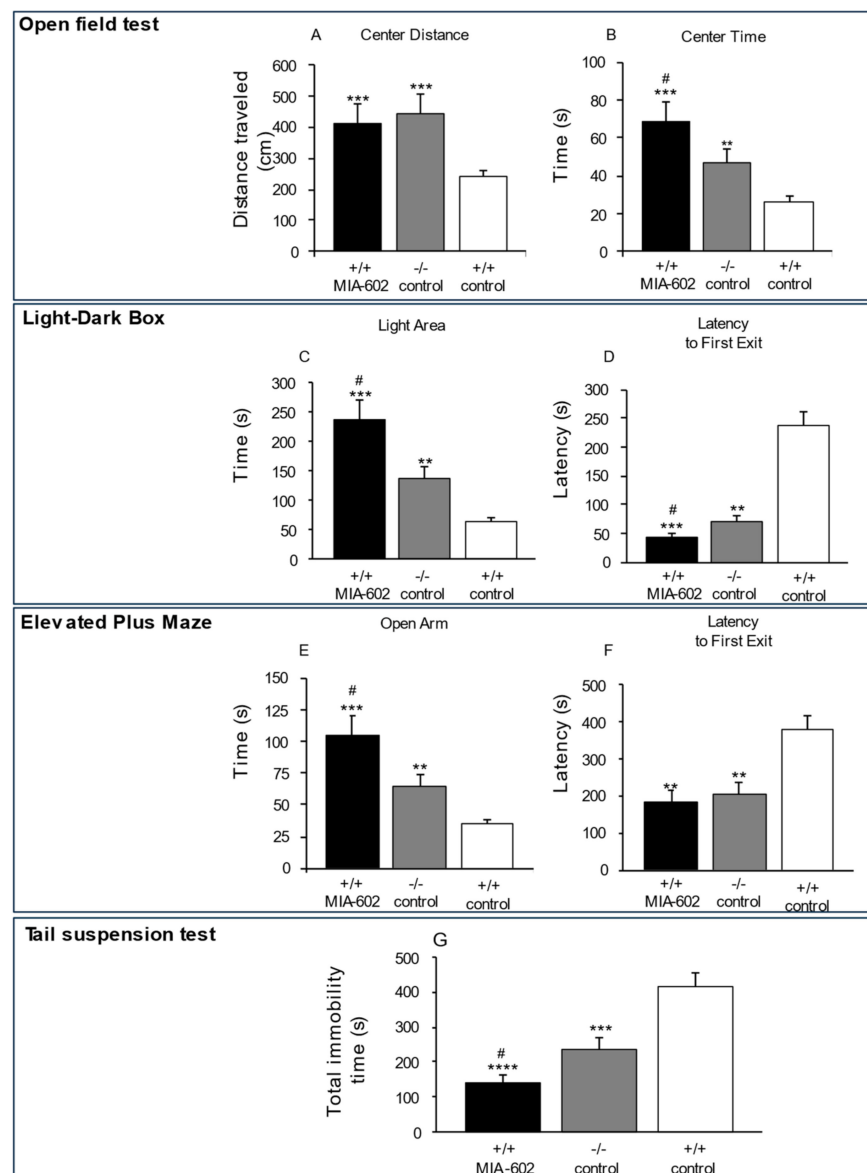 Open field test
A
Center Distance
Distance traveled
(cm)
600
500
400
300
200
100
0
***
***
+/+
MIA-602
-/-
control
+/+
control
B
Center Time
Time (s)
100
80
60
40
20
0
#
***
**
+/+
MIA-602
-/-
control
+/+
control
Light-Dark Box
C
Light Area
Time (s)
300
250
200
150
100
50
0
#
***
**
+/+
MIA-602
-/-
control
+/+
control
D
Latency
to First Exit
Latency (s)
300
250
200
150
100
50
0
#
***
**
+/+
MIA-602
-/-
control
+/+
control
Elevated Plus Maze
E
Open Arm
Time (s)
150
125
100
75
50
25
0
#
***
**
+/+
MIA-602
-/-
control
+/+
control
F
Latency
to First Exit
Latency (s)
500
400
300
200
100
0
**
**
+/+
MIA-602
-/-
control
+/+
control
Tail suspension test
G
Total immobility
time (s)
500
400
300
200
100
0
#
****
***
+/+
MIA-602
-/-
control
+/+
control